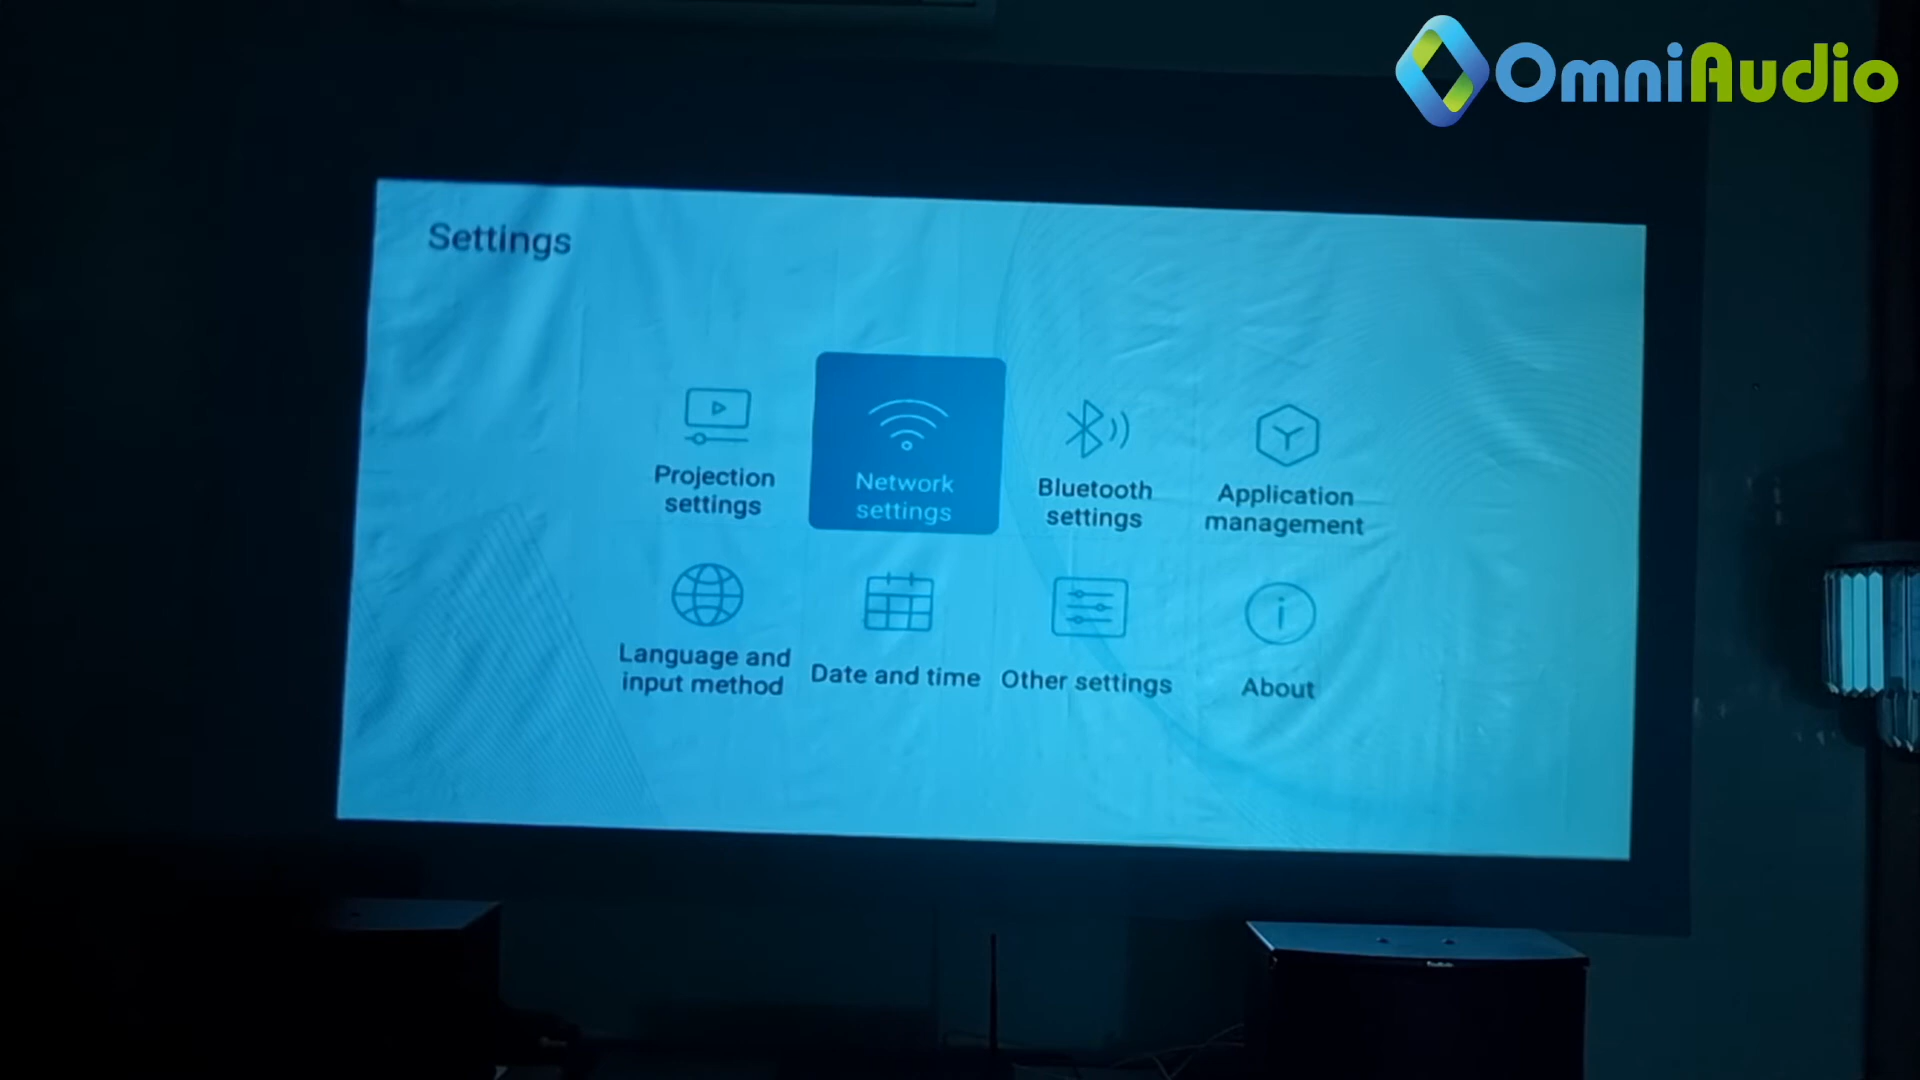 OmniAudio
Settings
Projection
settings
Network
settings
Bluetooth
settings
Application
management
Language and
input method
Date and time
Other settings
About